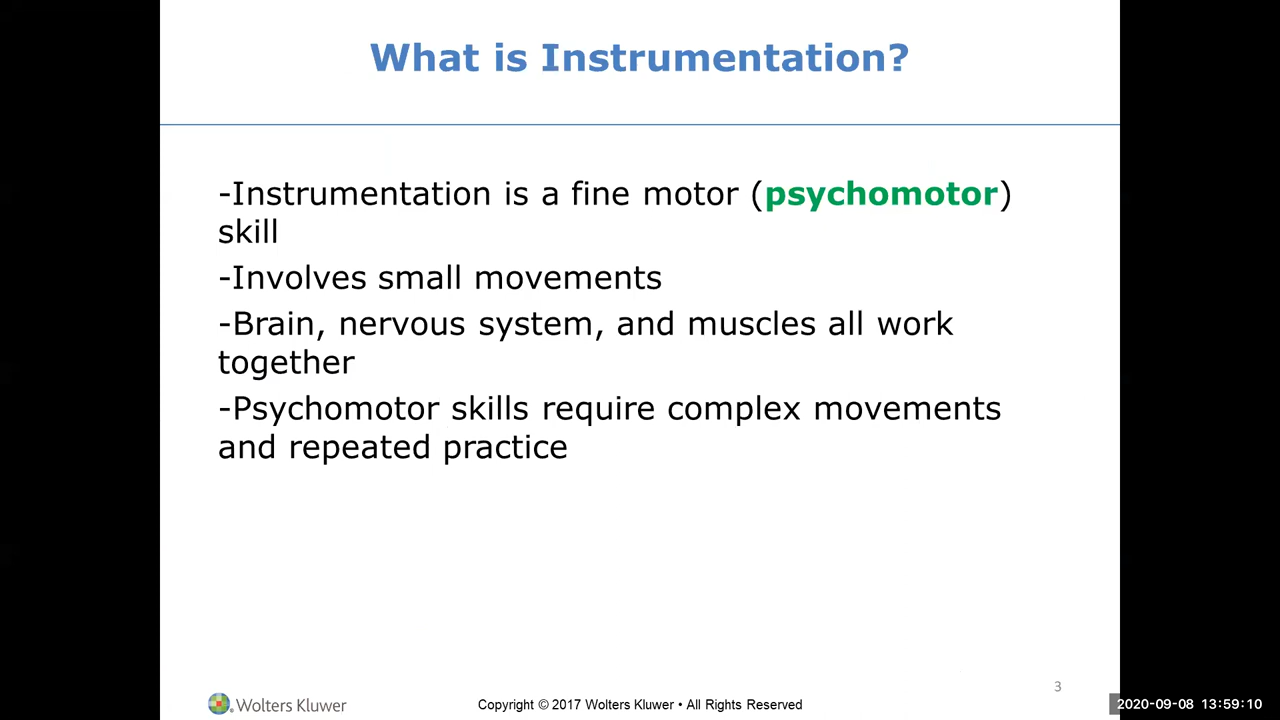 What is Instrumentation?
-Instrumentation is a fine motor (psychomotor)
skill
-Involves small movements
-Brain, nervous system, and muscles all work
together
-Psychomotor skills require complex movements
and repeated practice
3
Wolters Kluwer
Copyright © 2017 Wolters Kluwer • All Rights Reserved
2020-09-08 13:59:10